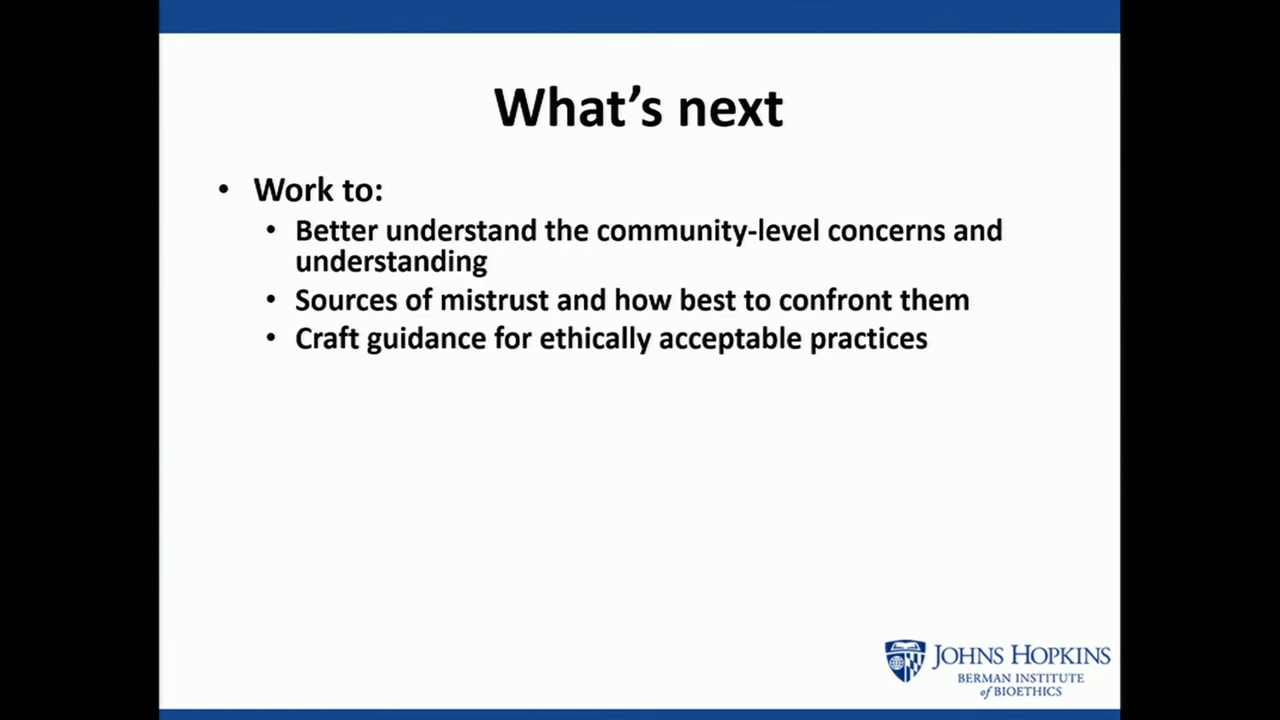 What’s next
• Work to:
• Better understand the community-level concerns and
understanding
• Sources of mistrust and how best to confront them
• Craft guidance for ethically acceptable practices
JOHNS HOPKINS
BERMAN INSTITUTE
of BIOETHICS